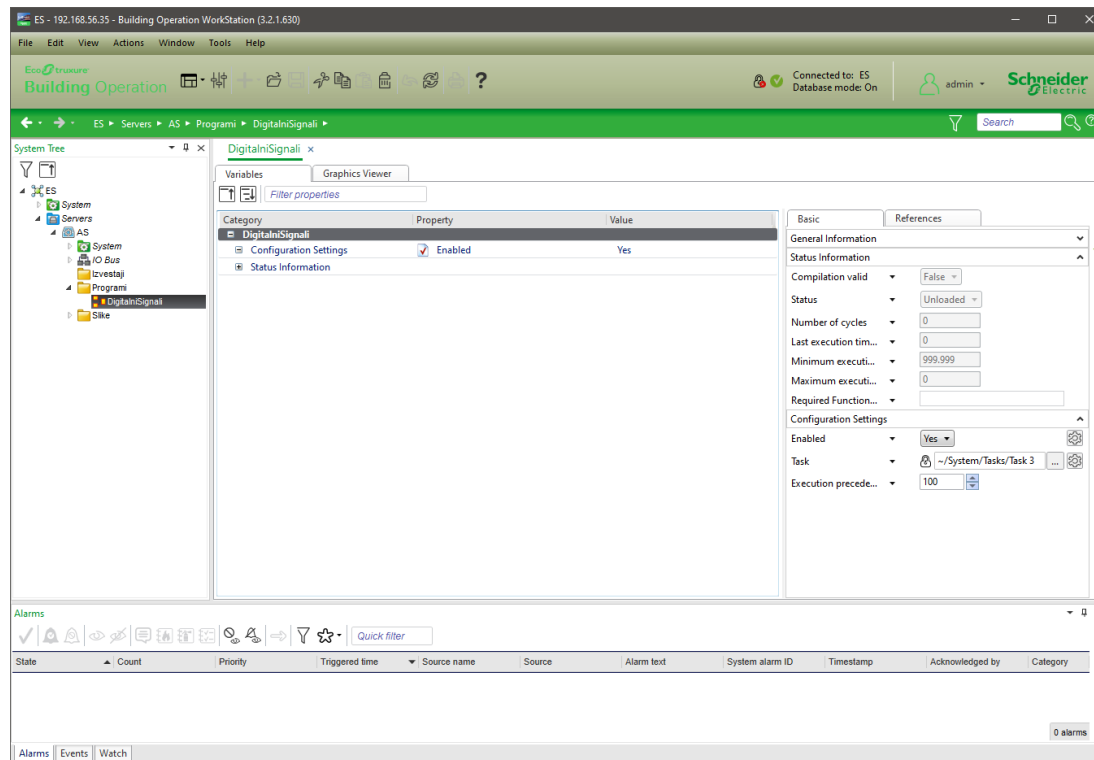 ES - 192.168.56.35 - Building Operation WorkStation (3.2.1.630)
File Edit View Actions Window Tools Help
EcoStruxure
Building Operation
Connected to: ES
Database mode: On
admin
Schneider
Electric
ES Servers AS Programi DigitalniSignali
Search
System Tree
ES
System
Servers
AS
System
IO Bus
Izvestaji
Programi
DigitalniSignali
Slike
DigitalniSignali
Variables Graphics Viewer
Filter properties
Category Property Value
DigitalniSignali
Configuration Settings Enabled Yes
Status Information
Basic References
General Information
Status Information
Compilation valid False
Status Unloaded
Number of cycles 0
Last execution tim... 0
Minimum executi... 999.999
Maximum executi... 0
Required Function...
Configuration Settings
Enabled Yes
Task ~/System/Tasks/Task 3 ...
Execution precede... 100
Alarms
Quick filter
State Count Priority Triggered time Source name Source Alarm text System alarm ID Timestamp Acknowledged by Category
0 alarms
Alarms Events Watch